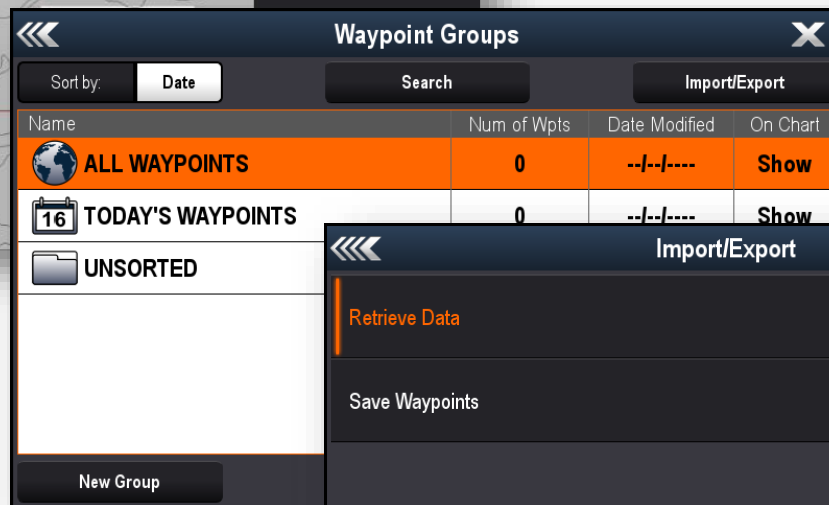 Waypoint Groups
Sort by: Date Search Import/Export
Name Num of Wpts Date Modified On Chart
ALL WAYPOINTS 0 --/--/---- Show
16 TODAY'S WAYPOINTS 0 --/--/---- Show
UNSORTED
Import/Export
Retrieve Data
Save Waypoints
New Group